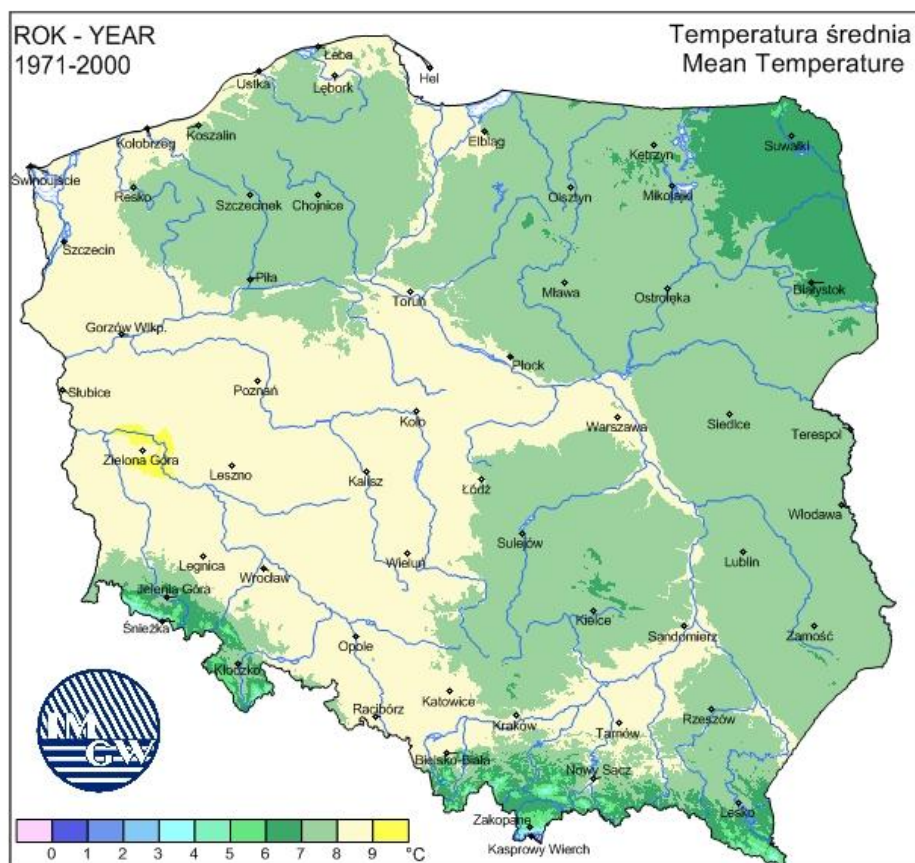 ROK - YEAR
1971-2000
Temperatura średnia
Mean Temperature
Łeba
Hel
Ustka
Lębork
Koszalin
Kołobrzeg
Elbląg
Suwałki
Kętrzyn
Świnoujście
Resko
Szczecinek
Chojnice
Olsztyn
Mikołajki
Szczecin
Piła
Toruń
Mława
Ostrołęka
Białystok
Gorzów Wlkp.
Płock
Słubice
Poznań
Koło
Warszawa
Siedlce
Terespol
Zielona Góra
Leszno
Kalisz
Łódź
Włodawa
Sulejów
Legnica
Wrocław
Wieluń
Lublin
Jelenia Góra
Śnieżka
Opole
Kielce
Sandomierz
Zamość
Kłodzko
Katowice
Racibórz
Kraków
Tarnów
Rzeszów
Bielsko-Biała
Nowy Sącz
Lesko
Zakopane
Kasprowy Wierch
IM
GW
0 1 2 3 4 5 6 7 8 9 °C